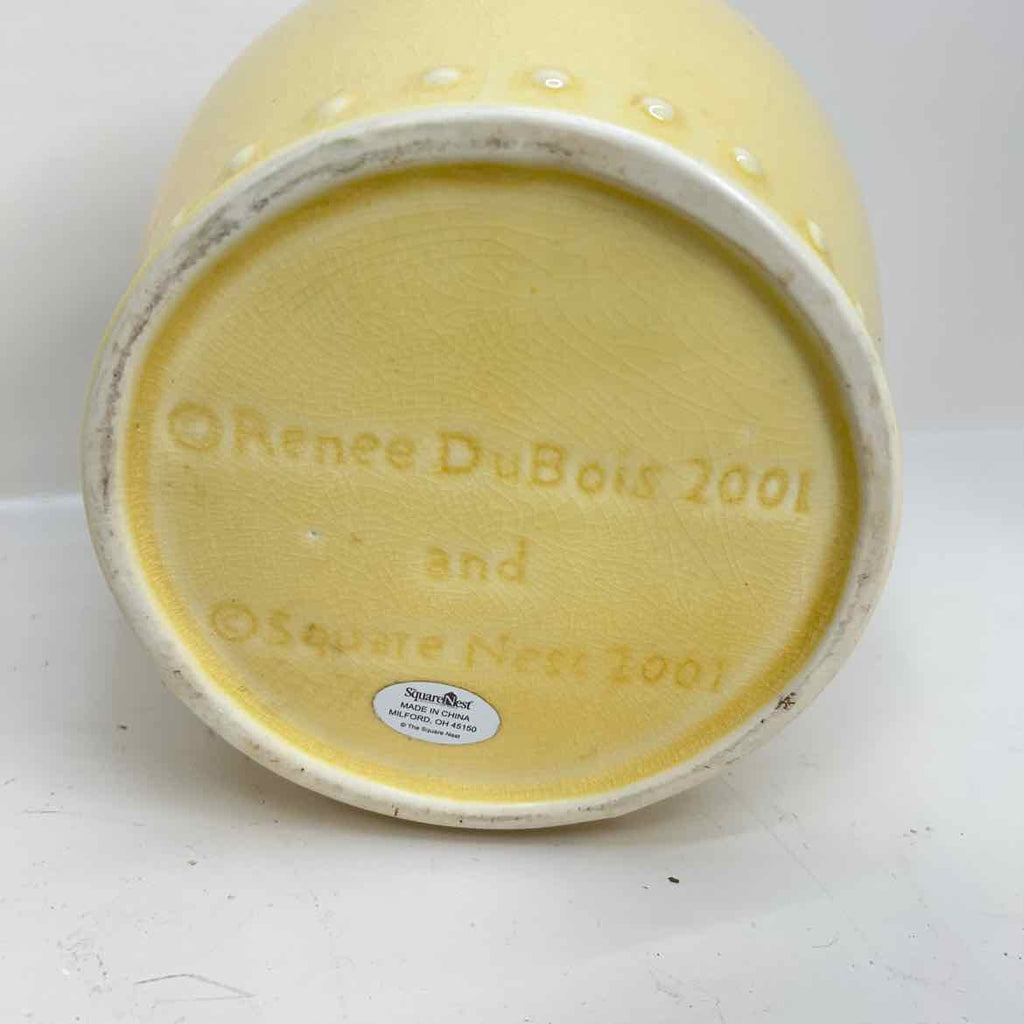 ©Renee DuBois 2001
and
©Square Nest 2001
SquareNest
MADE IN CHINA
MILFORD, OH 45150
© The Square Nest